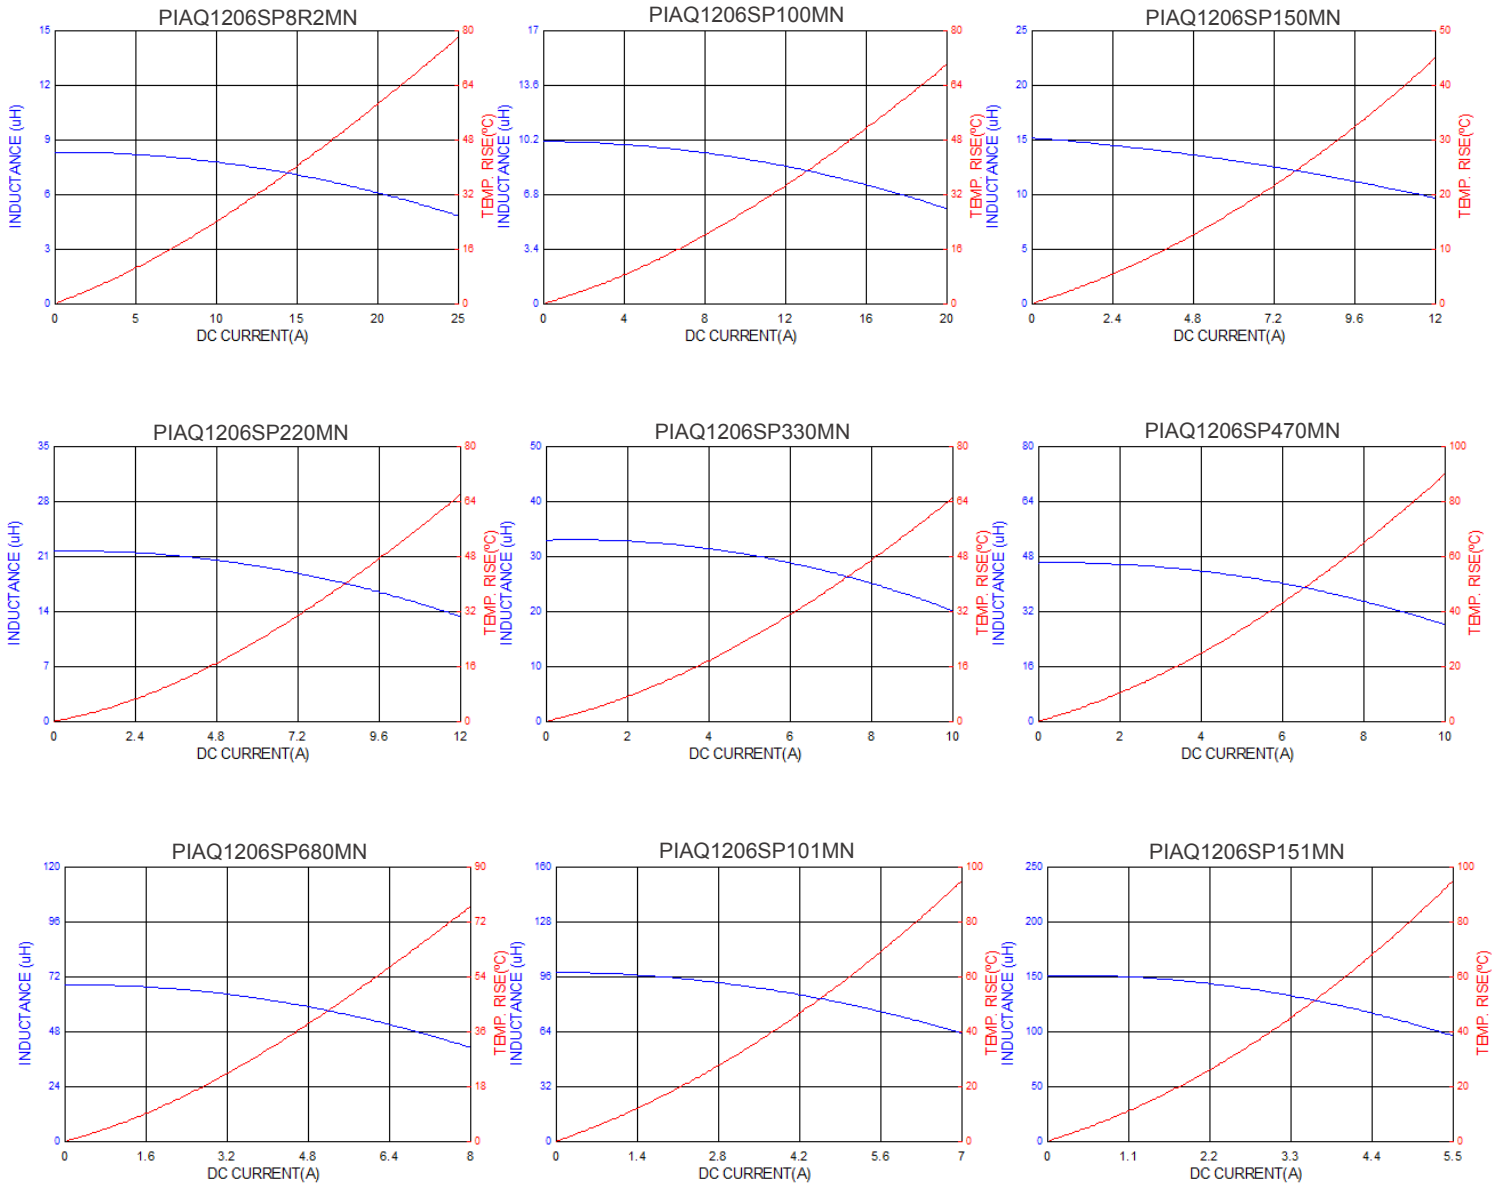 PIAQ1206SP8R2MN
PIAQ1206SP100MN
PIAQ1206SP150MN
15 12 9 6 3 0
INDUCTANCE (uH)
80 64 48 32 16 0
TEMP. RISE(ºC)
0 5 10 15 20 25
DC CURRENT(A)
17 13.6 10.2 6.8 3.4 0
INDUCTANCE (uH)
80 64 48 32 16 0
TEMP. RISE(ºC)
0 4 8 12 16 20
DC CURRENT(A)
25 20 15 10 5 0
INDUCTANCE (uH)
50 40 30 20 10 0
TEMP. RISE(ºC)
0 2.4 4.8 7.2 9.6 12
DC CURRENT(A)
PIAQ1206SP220MN
PIAQ1206SP330MN
PIAQ1206SP470MN
35 28 21 14 7 0
INDUCTANCE (uH)
80 64 48 32 16 0
TEMP. RISE(ºC)
0 2.4 4.8 7.2 9.6 12
DC CURRENT(A)
50 40 30 20 10 0
INDUCTANCE (uH)
80 64 48 32 16 0
TEMP. RISE(ºC)
0 2 4 6 8 10
DC CURRENT(A)
80 64 48 32 16 0
INDUCTANCE (uH)
100 80 60 40 20 0
TEMP. RISE(ºC)
0 2 4 6 8 10
DC CURRENT(A)
PIAQ1206SP680MN
PIAQ1206SP101MN
PIAQ1206SP151MN
120 96 72 48 24 0
INDUCTANCE (uH)
90 72 54 36 18 0
TEMP. RISE(ºC)
0 1.6 3.2 4.8 6.4 8
DC CURRENT(A)
160 128 96 64 32 0
INDUCTANCE (uH)
100 80 60 40 20 0
TEMP. RISE(ºC)
0 1.4 2.8 4.2 5.6 7
DC CURRENT(A)
250 200 150 100 50 0
INDUCTANCE (uH)
100 80 60 40 20 0
TEMP. RISE(ºC)
0 1.1 2.2 3.3 4.4 5.5
DC CURRENT(A)